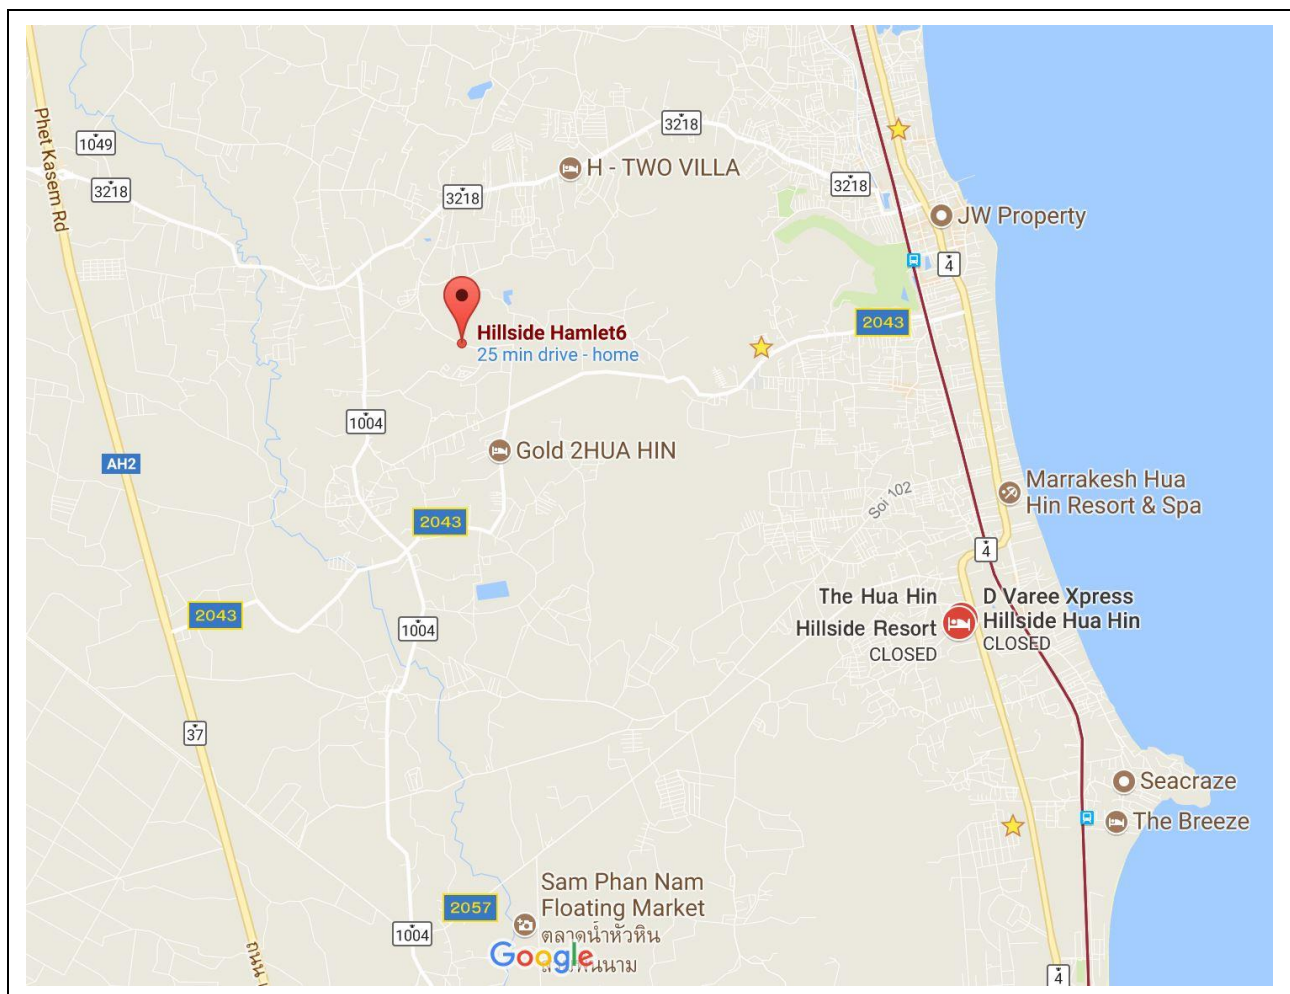 3218
1049
Phet Kasem Rd
H - TWO VILLA
3218
3218
3218
JW Property
4
2043
Hillside Hamlet6
25 min drive - home
1004
Gold 2HUA HIN
AH2
Marrakesh Hua
Hin Resort & Spa
Soi 102
2043
4
The Hua Hin
Hillside Resort
CLOSED
D Varee Xpress
Hillside Hua Hin
CLOSED
2043
1004
37
Seacraze
The Breeze
Sam Phan Nam
Floating Market
ตลาดน้ำหัวหิน
2057
1004
ถนน
Google
4